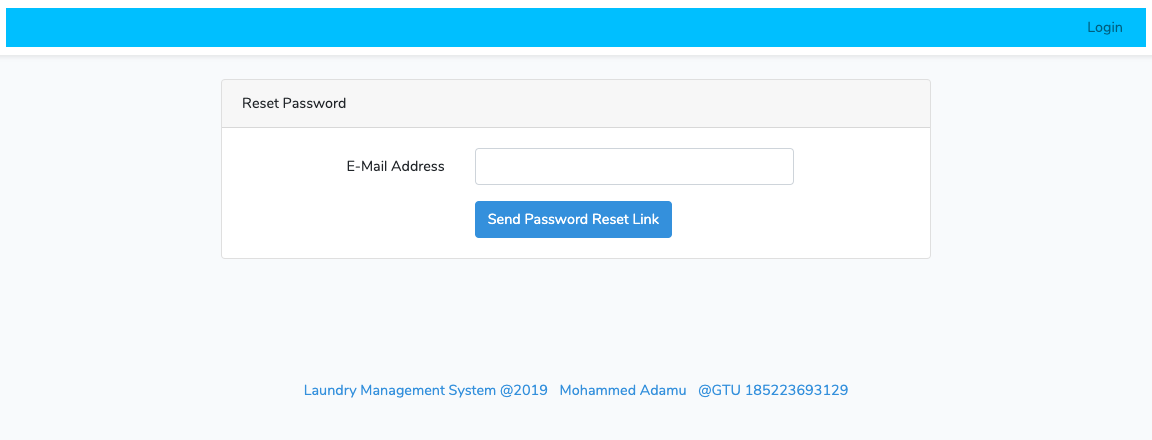 Login
Reset Password
E-Mail Address
Send Password Reset Link
Laundry Management System @2019 Mohammed Adamu @GTU 185223693129